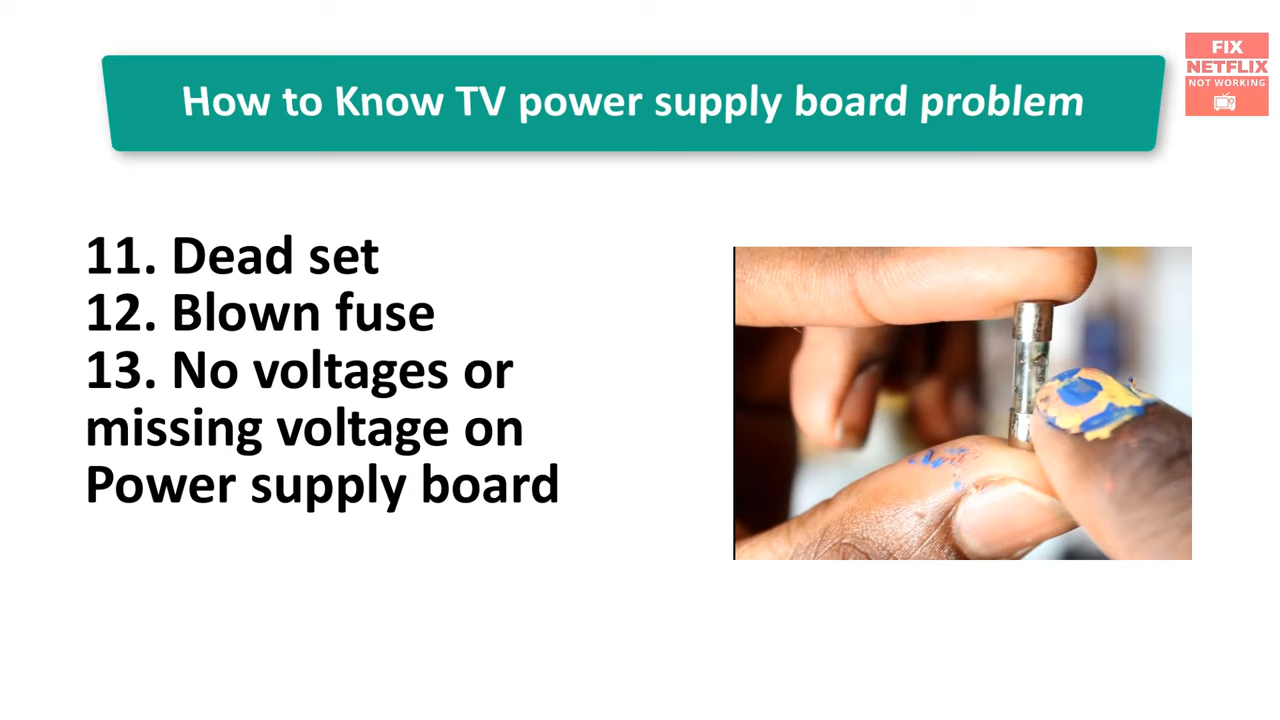 How to Know TV power supply board problem
FIX
NETFLIX
NOT WORKING
11. Dead set
12. Blown fuse
13. No voltages or
missing voltage on
Power supply board